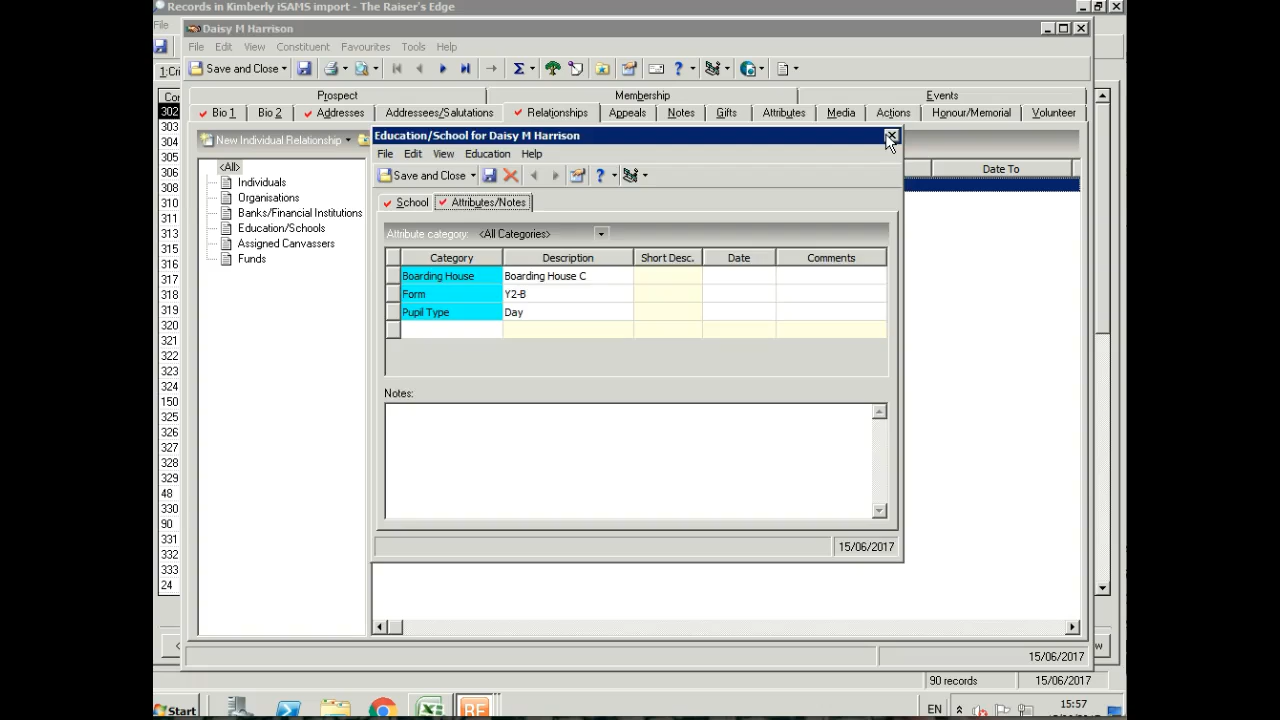 Records in Kimberly iSAMS import - The Raiser's Edge
File
Daisy M Harrison
File Edit View Constituent Favourites Tools Help
Save and Close
Prospect Membership Events
Bio 1 Bio 2 Addresses Addressees/Salutations Relationships Appeals Notes Gifts Attributes Media Actions Honour/Memorial Volunteer
New Individual Relationship
<All>
Individuals
Organisations
Banks/Financial Institutions
Education/Schools
Assigned Canvassers
Funds
Date To
Education/School for Daisy M Harrison
File Edit View Education Help
Save and Close
School Attributes/Notes
Attribute category: <All Categories>
Category Description Short Desc. Date Comments
Boarding House Boarding House C
Form Y2-B
Pupil Type Day
Notes:
15/06/2017
15/06/2017
1:Cri
302
303
304
305
306
308
310
311
314
315
316
317
318
319
320
321
322
323
324
150
325
326
327
328
329
48
330
90
331
332
333
24
90 records 15/06/2017
Start RE EN 15:57